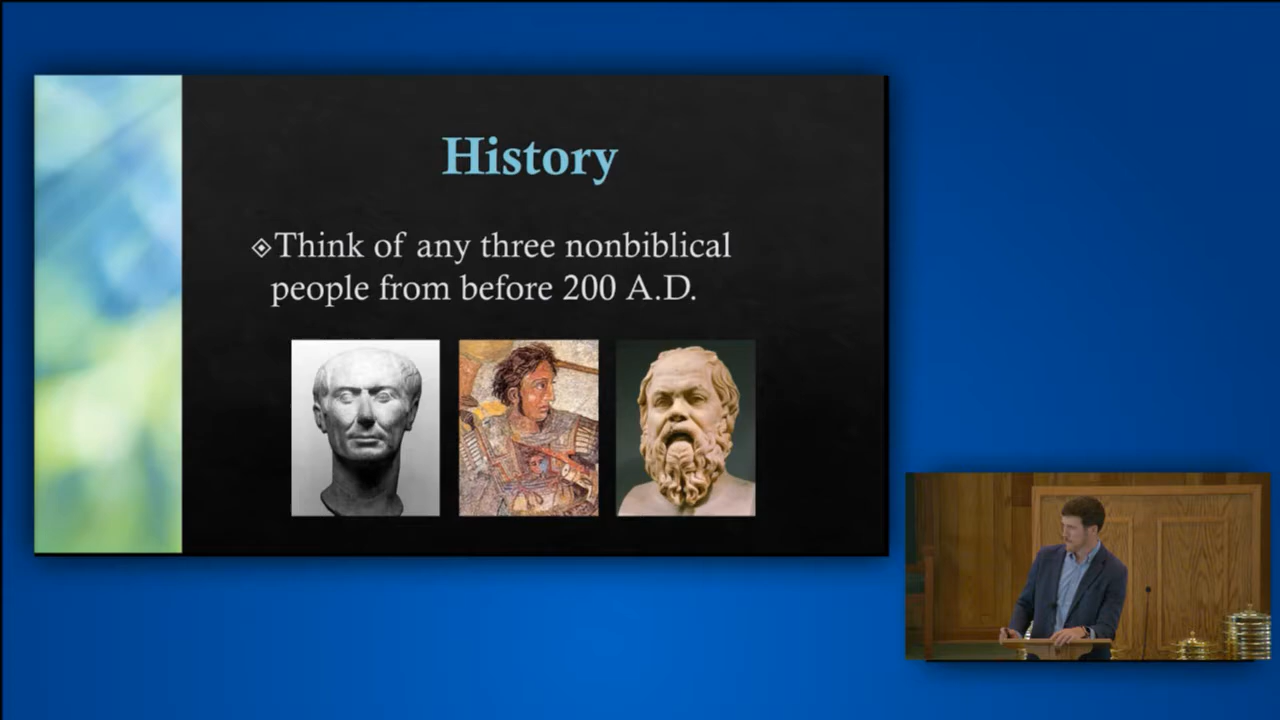 History
Think of any three nonbiblical
people from before 200 A.D.